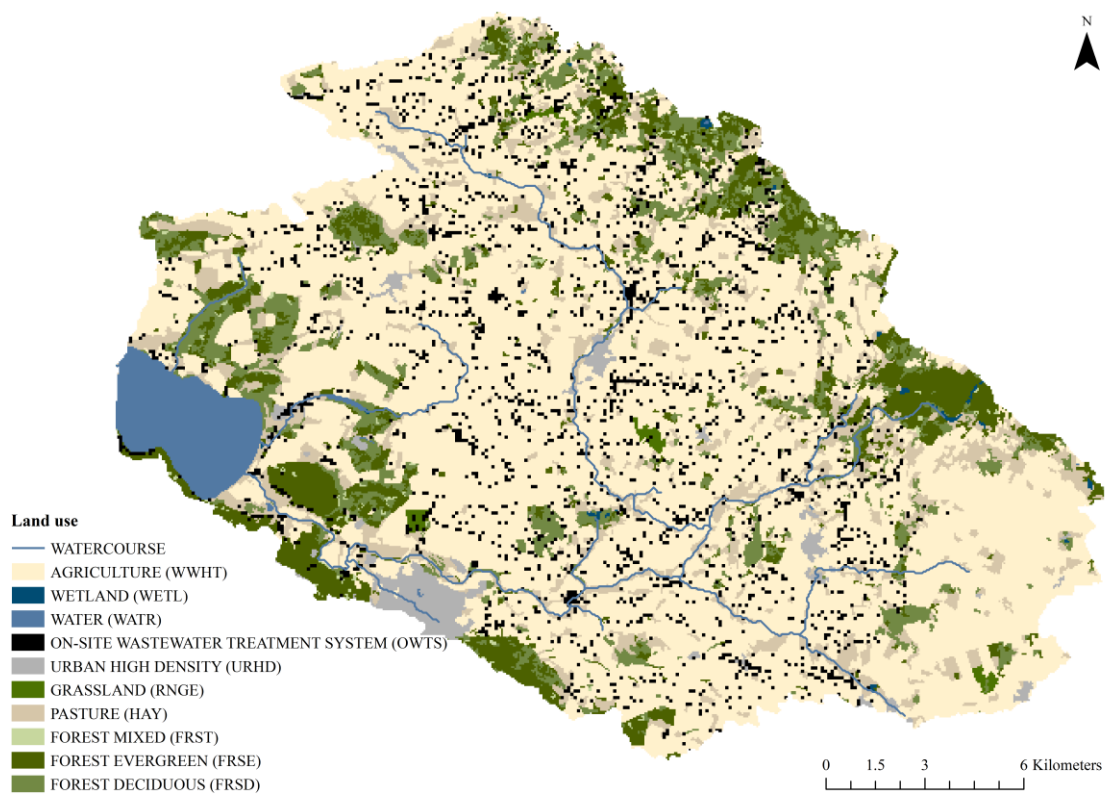 N
Land use
WATERCOURSE
AGRICULTURE (WWHT)
WETLAND (WETL)
WATER (WATR)
ON-SITE WASTEWATER TREATMENT SYSTEM (OWTS)
URBAN HIGH DENSITY (URHD)
GRASSLAND (RNGE)
PASTURE (HAY)
FOREST MIXED (FRST)
FOREST EVERGREEN (FRSE)
FOREST DECIDUOUS (FRSD)
0 1.5 3 6 Kilometers